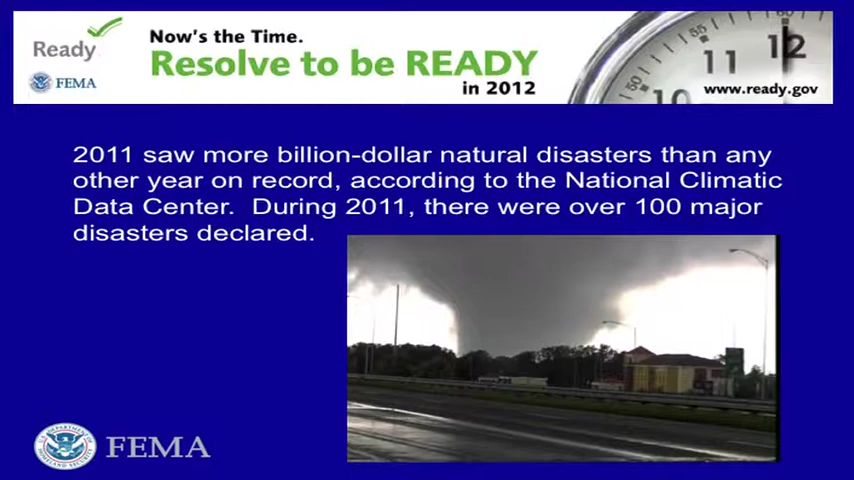 Ready
FEMA
Now's the Time.
Resolve to be READY
in 2012
55
12
11
50
10
www.ready.gov
2011 saw more billion-dollar natural disasters than any
other year on record, according to the National Climatic
Data Center. During 2011, there were over 100 major
disasters declared.
FEMA